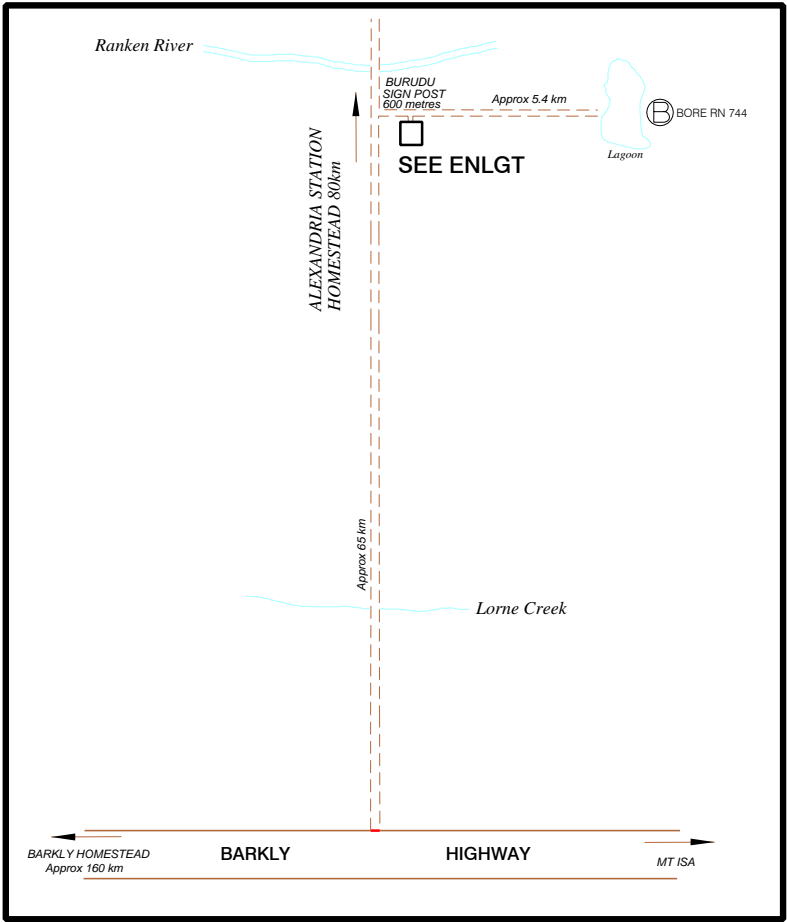 Ranken River
BURUDU
SIGN POST
600 metres
Approx 5.4 km
B
BORE RN 744
Lagoon
SEE ENLGT
ALEXANDRIA STATION
HOMESTEAD 80km
Approx 65 km
Lorne Creek
BARKLY HIGHWAY
BARKLY HOMESTEAD
Approx 160 km
MT ISA